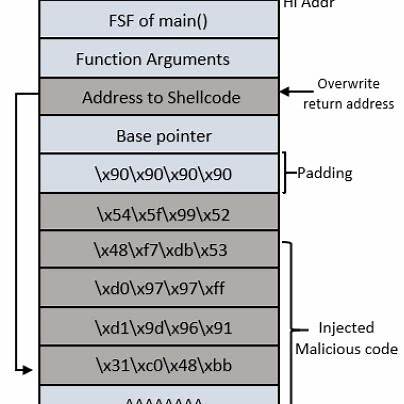 Hi Addr
FSF of main()
Function Arguments
Address to Shellcode
Overwrite
return address
Base pointer
\x90\x90\x90\x90
Padding
\x54\x5f\x99\x52
\x48\xf7\xdb\x53
\xd0\x97\x97\xff
\xd1\x9d\x96\x91
\x31\xc0\x48\xbb
Injected
Malicious code
AAAAAAAA